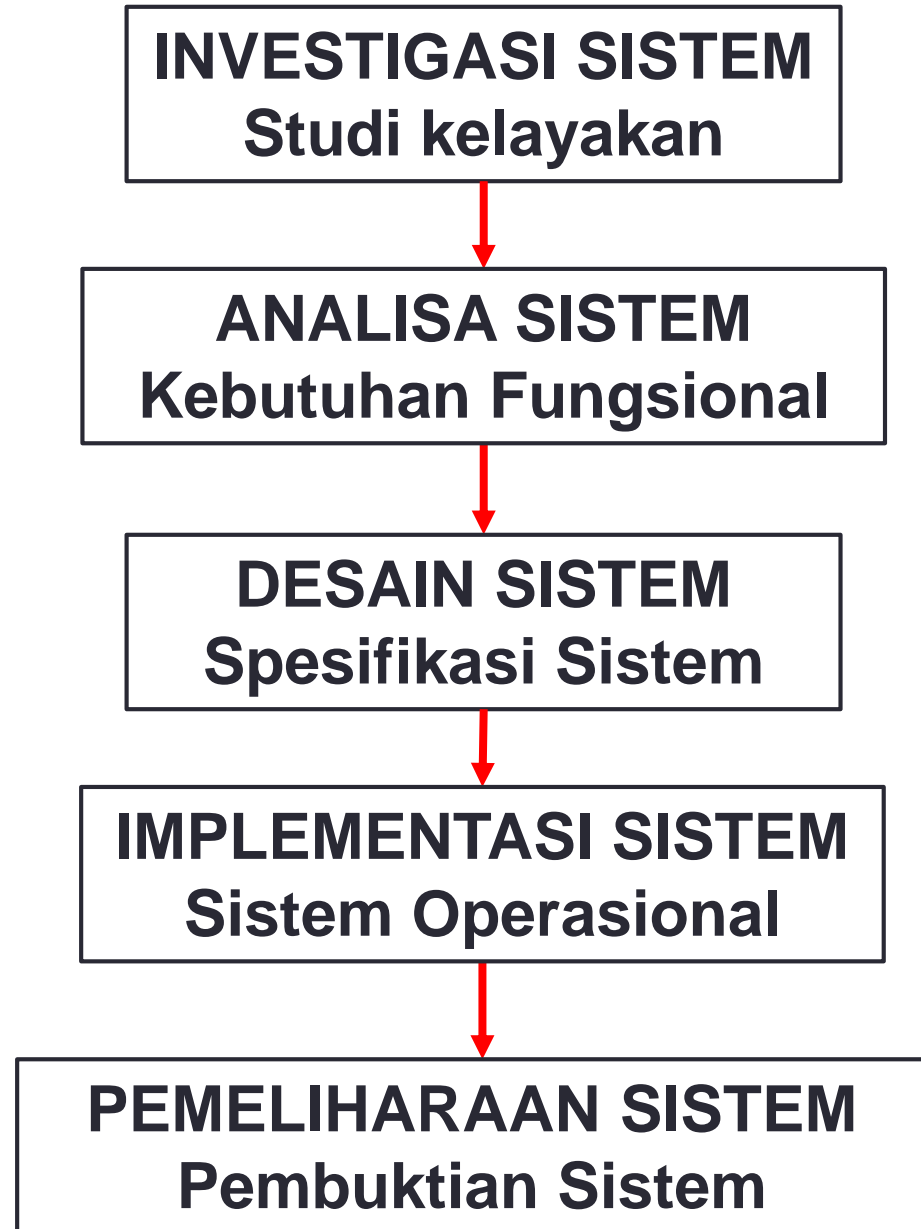 INVESTIGASI SISTEM
Studi kelayakan
ANALISA SISTEM
Kebutuhan Fungsional
DESAIN SISTEM
Spesifikasi Sistem
IMPLEMENTASI SISTEM
Sistem Operasional
PEMELIHARAAN SISTEM
Pembuktian Sistem